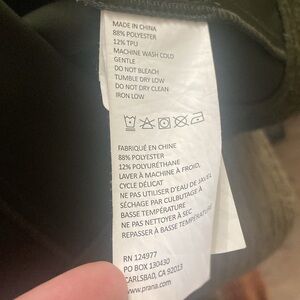 MADE IN CHINA
88% POLYESTER
12% TPU
MACHINE WASH COLD
GENTLE
DO NOT BLEACH
TUMBLE DRY LOW
DO NOT DRY CLEAN
IRON LOW
FABRIQUÉ EN CHINE
88% POLYESTER
12% POLYURÉTHANE
LAVER À MACHINE À FROID,
CYCLE DÉLICAT
NE PAS UTILISER D'EAU DE JAVEL
SÉCHAGE PAR CULBUTAGE À
BASSE TEMPÉRATURE
NE PAS NETTOYER À SEC
REPASSER À BASSE TEMPÉRATURE
RN 124977
PO BOX 130430
CARLSBAD, CA 92013
www.prana.com